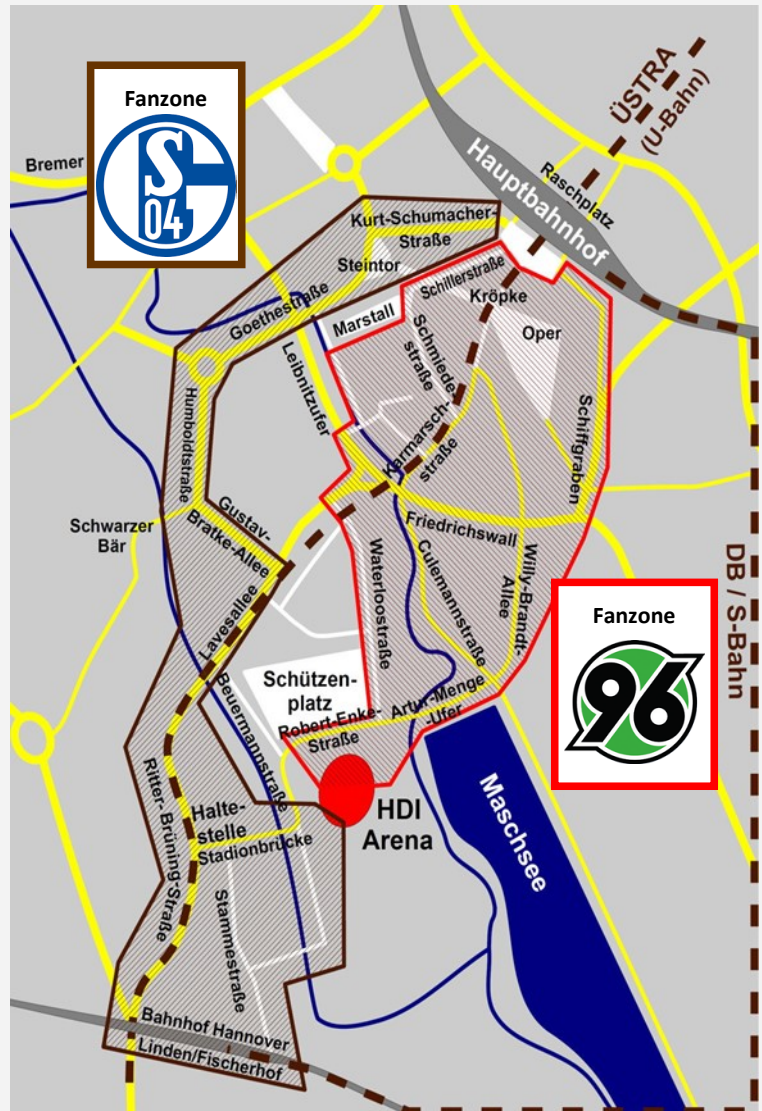 Fanzone
S
04
Bremer
ÜSTRA
(U-Bahn)
Raschplatz
Hauptbahnhof
Kurt-Schumacher-
Straße
Steintor
Goethestraße
Marstall
Schillerstraße
Kröpke
Oper
Schmiede-
straße
Leibnitzufer
Karmarsch-
straße
Schiffgraben
Humboldtstraße
Gustav-
Bratke-Allee
Schwarzer
Bär
Friedrichswall
Waterloostraße
Culemannstraße
Willy-Brandt-
Allee
DB / S-Bahn
Lavesallee
Fanzone
96
Schützen-
platz
Beuermannstraße
Robert-Enke-
Straße
Artur-Menge
-Ufer
Ritter- Brüning-Straße
Halte-
stelle
Stadionbrücke
HDI
Arena
Maschsee
Stammestraße
Bahnhof Hannover
Linden/Fischerhof